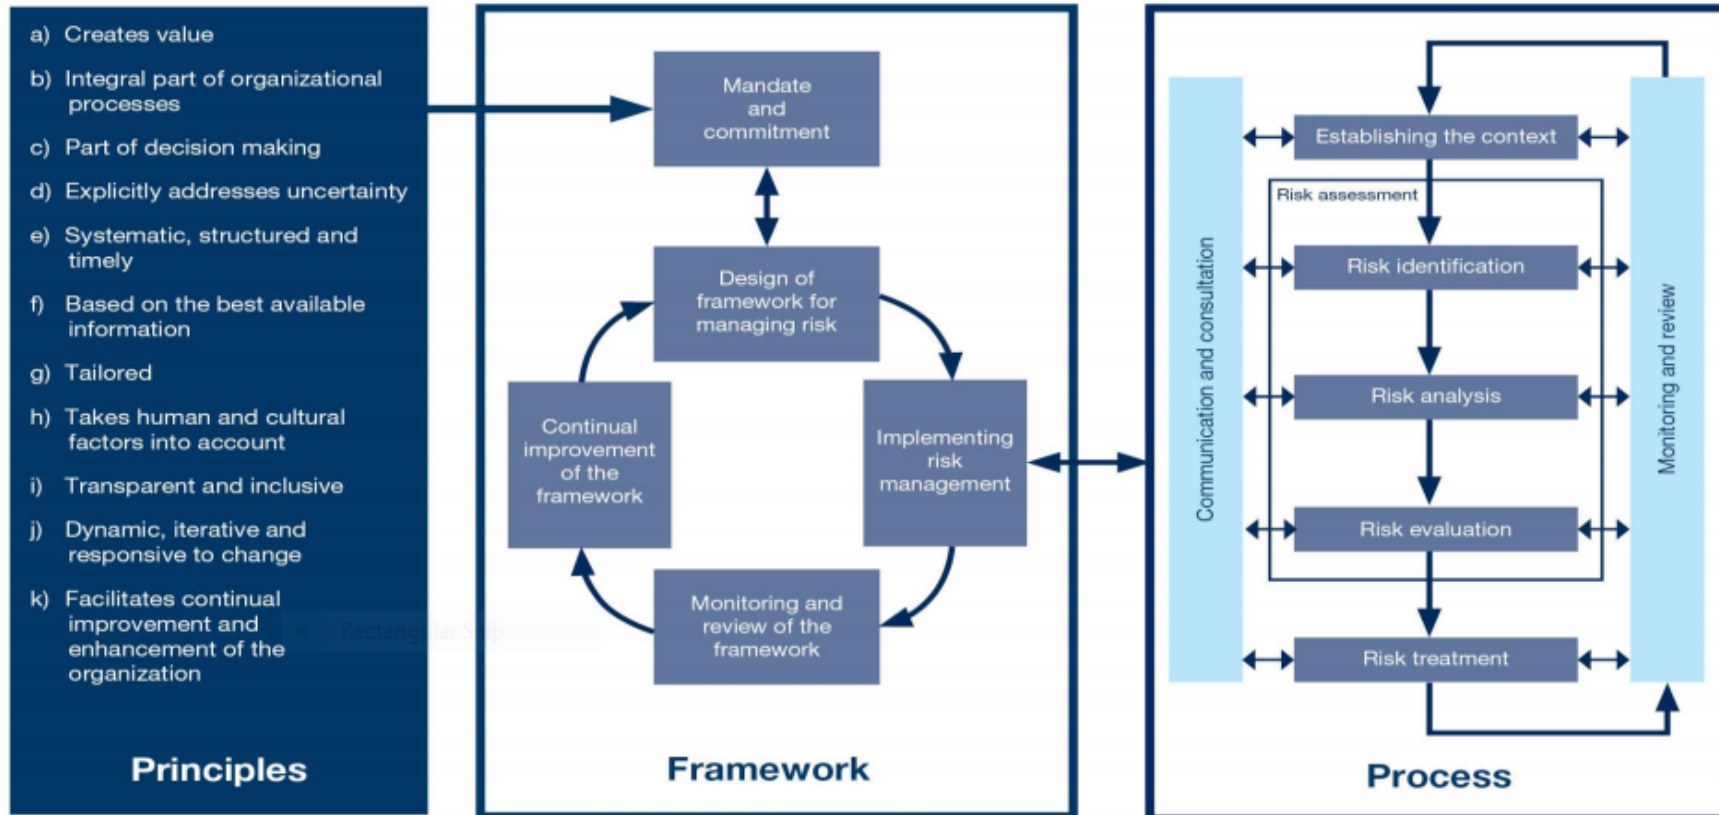 a) Creates value
b) Integral part of organizational
processes
c) Part of decision making
d) Explicitly addresses uncertainty
e) Systematic, structured and
timely
f) Based on the best available
information
g) Tailored
h) Takes human and cultural
factors into account
i) Transparent and inclusive
j) Dynamic, iterative and
responsive to change
k) Facilitates continual
improvement and
enhancement of the
organization
Rectangular Snip
Principles
Mandate
and
commitment
Design of
framework for
managing risk
Continual
improvement
of the
framework
Implementing
risk
management
Monitoring and
review of the
framework
Framework
Communication and consultation
Establishing the context
Risk assessment
Risk identification
Risk analysis
Risk evaluation
Risk treatment
Monitoring and review
Process